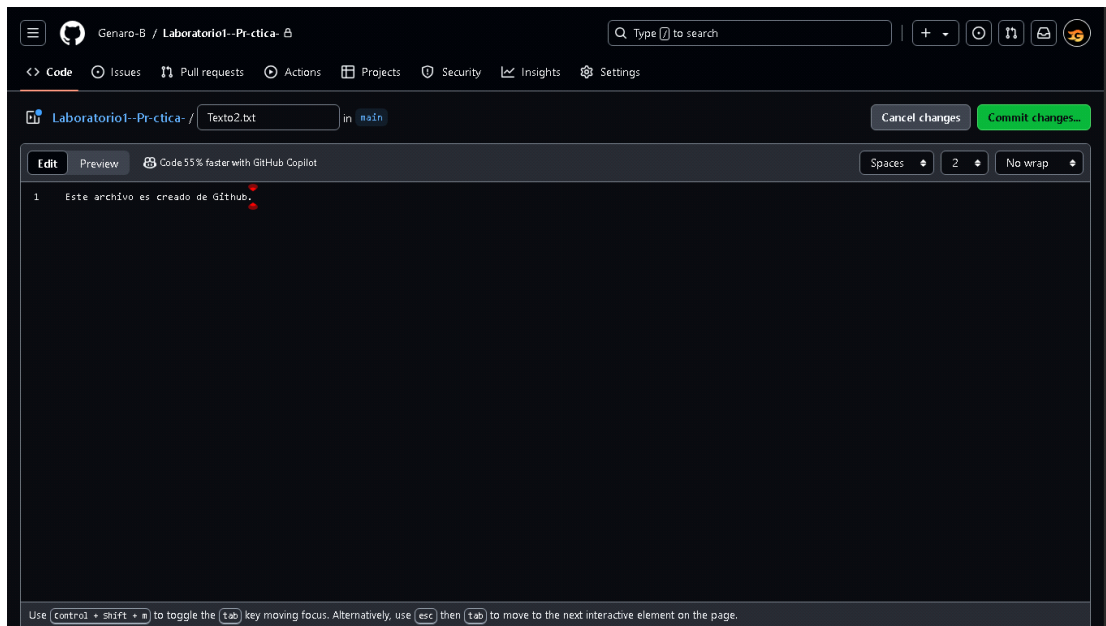 Genaro-B / Laboratorio1--Pr-ctica-
Type / to search
Code Issues Pull requests Actions Projects Security Insights Settings
Laboratorio1--Pr-ctica- / Texto2.txt in main
Cancel changes Commit changes...
Edit Preview Code 55% faster with GitHub Copilot
Spaces 2 No wrap
1 Este archivo es creado de Github.
Use Control + Shift + m to toggle the tab key moving focus. Alternatively, use esc then tab to move to the next interactive element on the page.